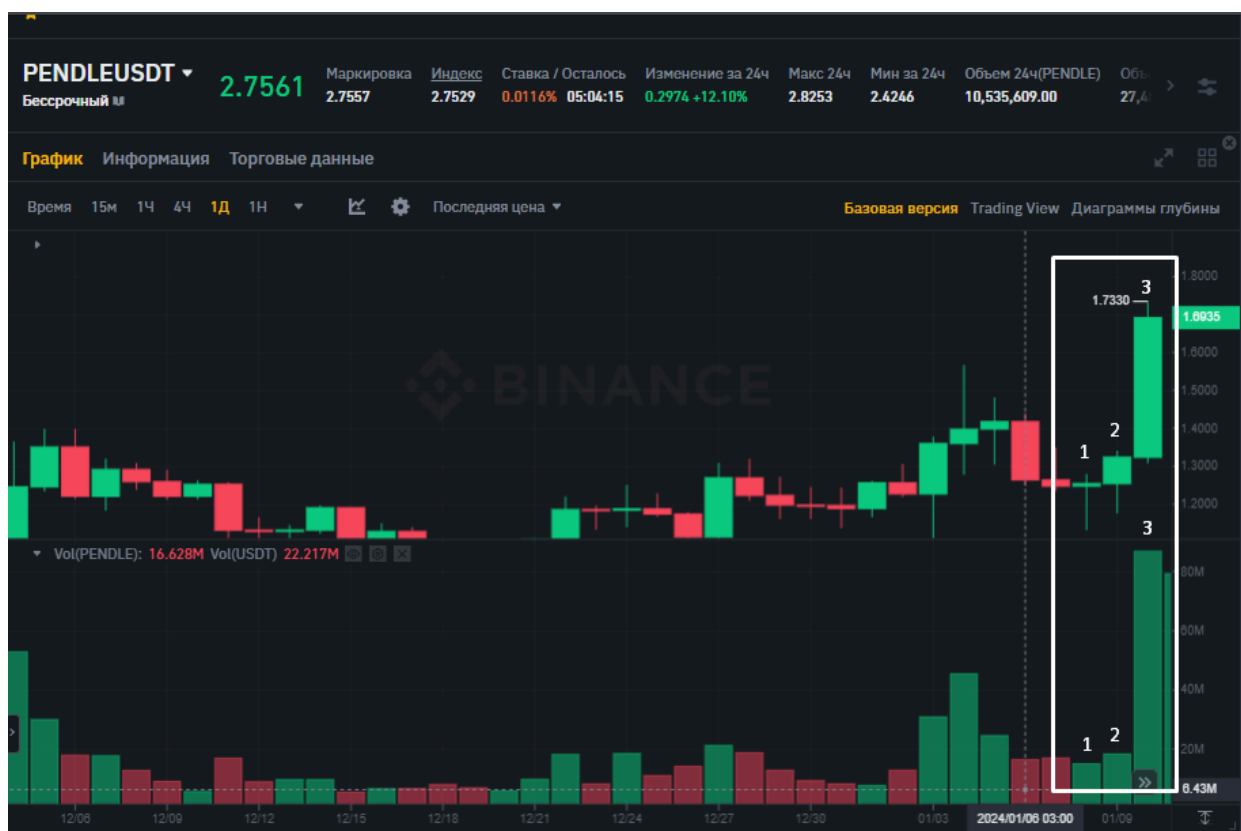 PENDLEUSDT
Бессрочный
2.7561
Маркировка
2.7557
Индекс
2.7529
Ставка / Осталось
0.0116% 05:04:15
Изменение за 24ч
0.2974 +12.10%
Макс 24ч
2.8253
Мин за 24ч
2.4246
Объем 24ч(PENDLE)
10,535,609.00
График Информация Торговые данные
Время 15м 1Ч 4Ч 1Д 1Н Последняя цена Базовая версия Trading View Диаграммы глубины
1.8000
3
1.7330
1.6935
BINANCE
1.6000
1.5000
1.4000
2
1
1.3000
1.2000
3
Vol(PENDLE): 16.628M Vol(USDT) 22.217M
80M
60M
40M
2
1
20M
6.43M
12/06 12/09 12/12 12/15 12/18 12/21 12/24 12/27 12/30 01/03 2024/01/06 03:00 01/09